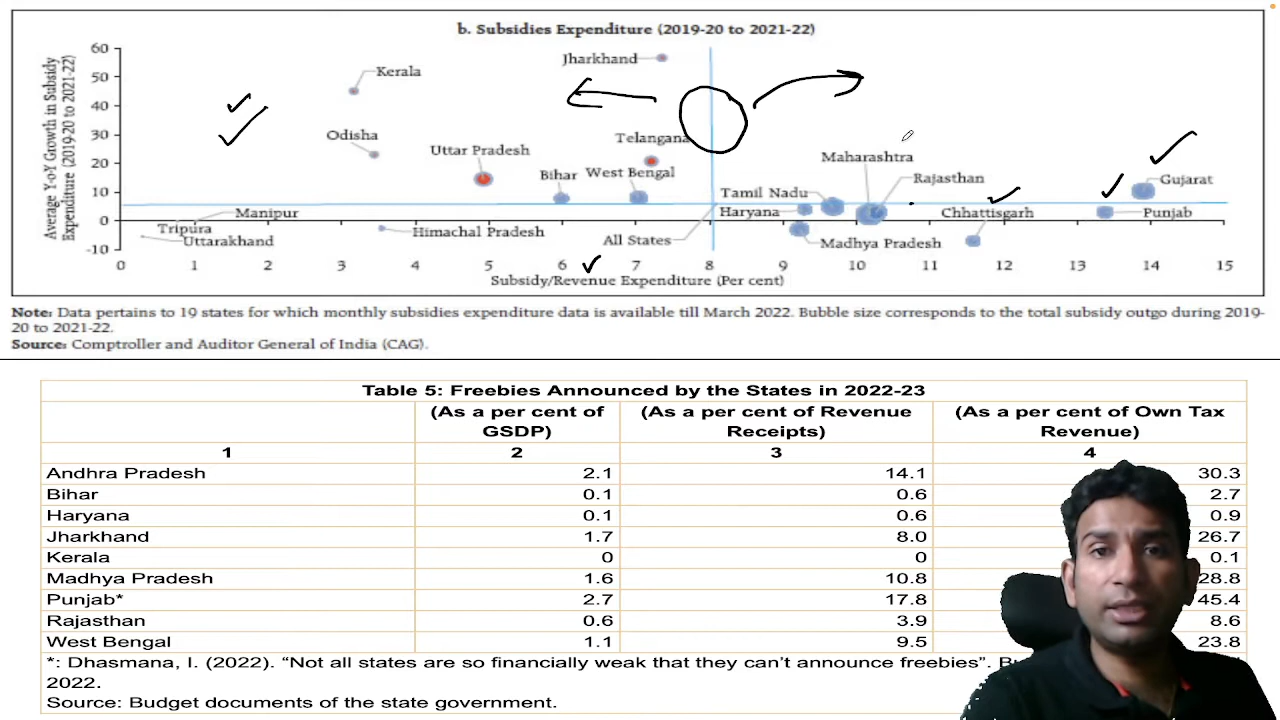 b. Subsidies Expenditure (2019-20 to 2021-22)
Average Y-o-Y Growth in Subsidy
Expenditure (2019-20 to 2021-22)
60
50
40
30
20
10
0
-10
Jharkhand
Kerala
Odisha
Telangana
Uttar Pradesh
Maharashtra
Bihar
West Bengal
Rajasthan
Gujarat
Tamil Nadu
Manipur
Haryana
Chhattisgarh
Punjab
Tripura
Himachal Pradesh
Uttarakhand
All States
Madhya Pradesh
0 1 2 3 4 5 6 7 8 9 10 11 12 13 14 15
Subsidy/Revenue Expenditure (Per cent)
Note: Data pertains to 19 states for which monthly subsidies expenditure data is available till March 2022. Bubble size corresponds to the total subsidy outgo during 2019-
20 to 2021-22.
Source: Comptroller and Auditor General of India (CAG).
Table 5: Freebies Announced by the States in 2022-23
(As a per cent of GSDP) (As a per cent of Revenue Receipts) (As a per cent of Own Tax Revenue)
1 2 3 4
Andhra Pradesh 2.1 14.1 30.3
Bihar 0.1 0.6 2.7
Haryana 0.1 0.6 0.9
Jharkhand 1.7 8.0 26.7
Kerala 0 0 0.1
Madhya Pradesh 1.6 10.8 28.8
Punjab* 2.7 17.8 45.4
Rajasthan 0.6 3.9 8.6
West Bengal 1.1 9.5 23.8
*: Dhasmana, I. (2022). “Not all states are so financially weak that they can’t announce freebies”.
2022.
Source: Budget documents of the state government.